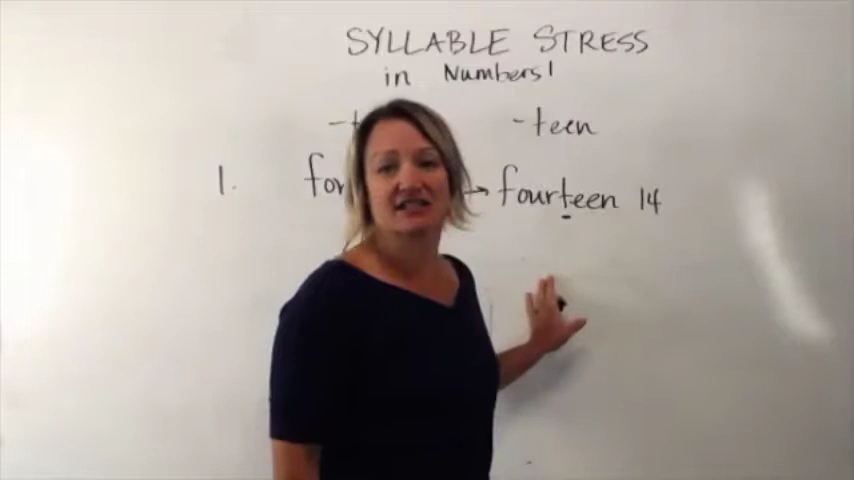 SYLLABLE STRESS
in Numbers!
-teen
1. → fourteen 14